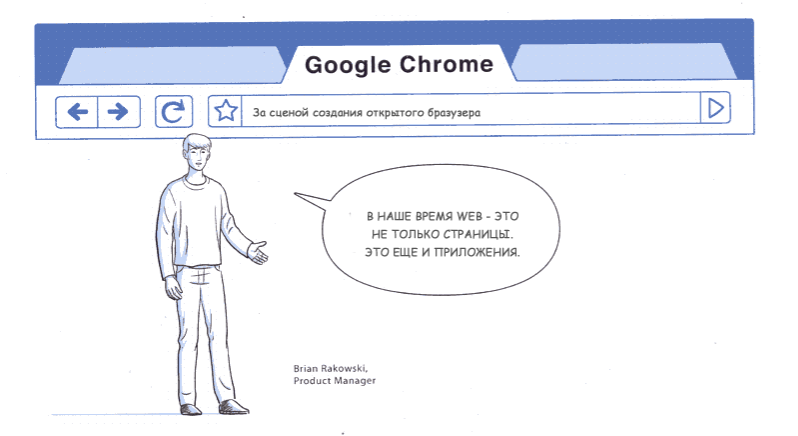 Google Chrome
За сценой создания открытого бразузера
В НАШЕ ВРЕМЯ WEB - ЭТО
НЕ ТОЛЬКО СТРАНИЦЫ.
ЭТО ЕЩЕ И ПРИЛОЖЕНИЯ.
Brian Rakowski,
Product Manager